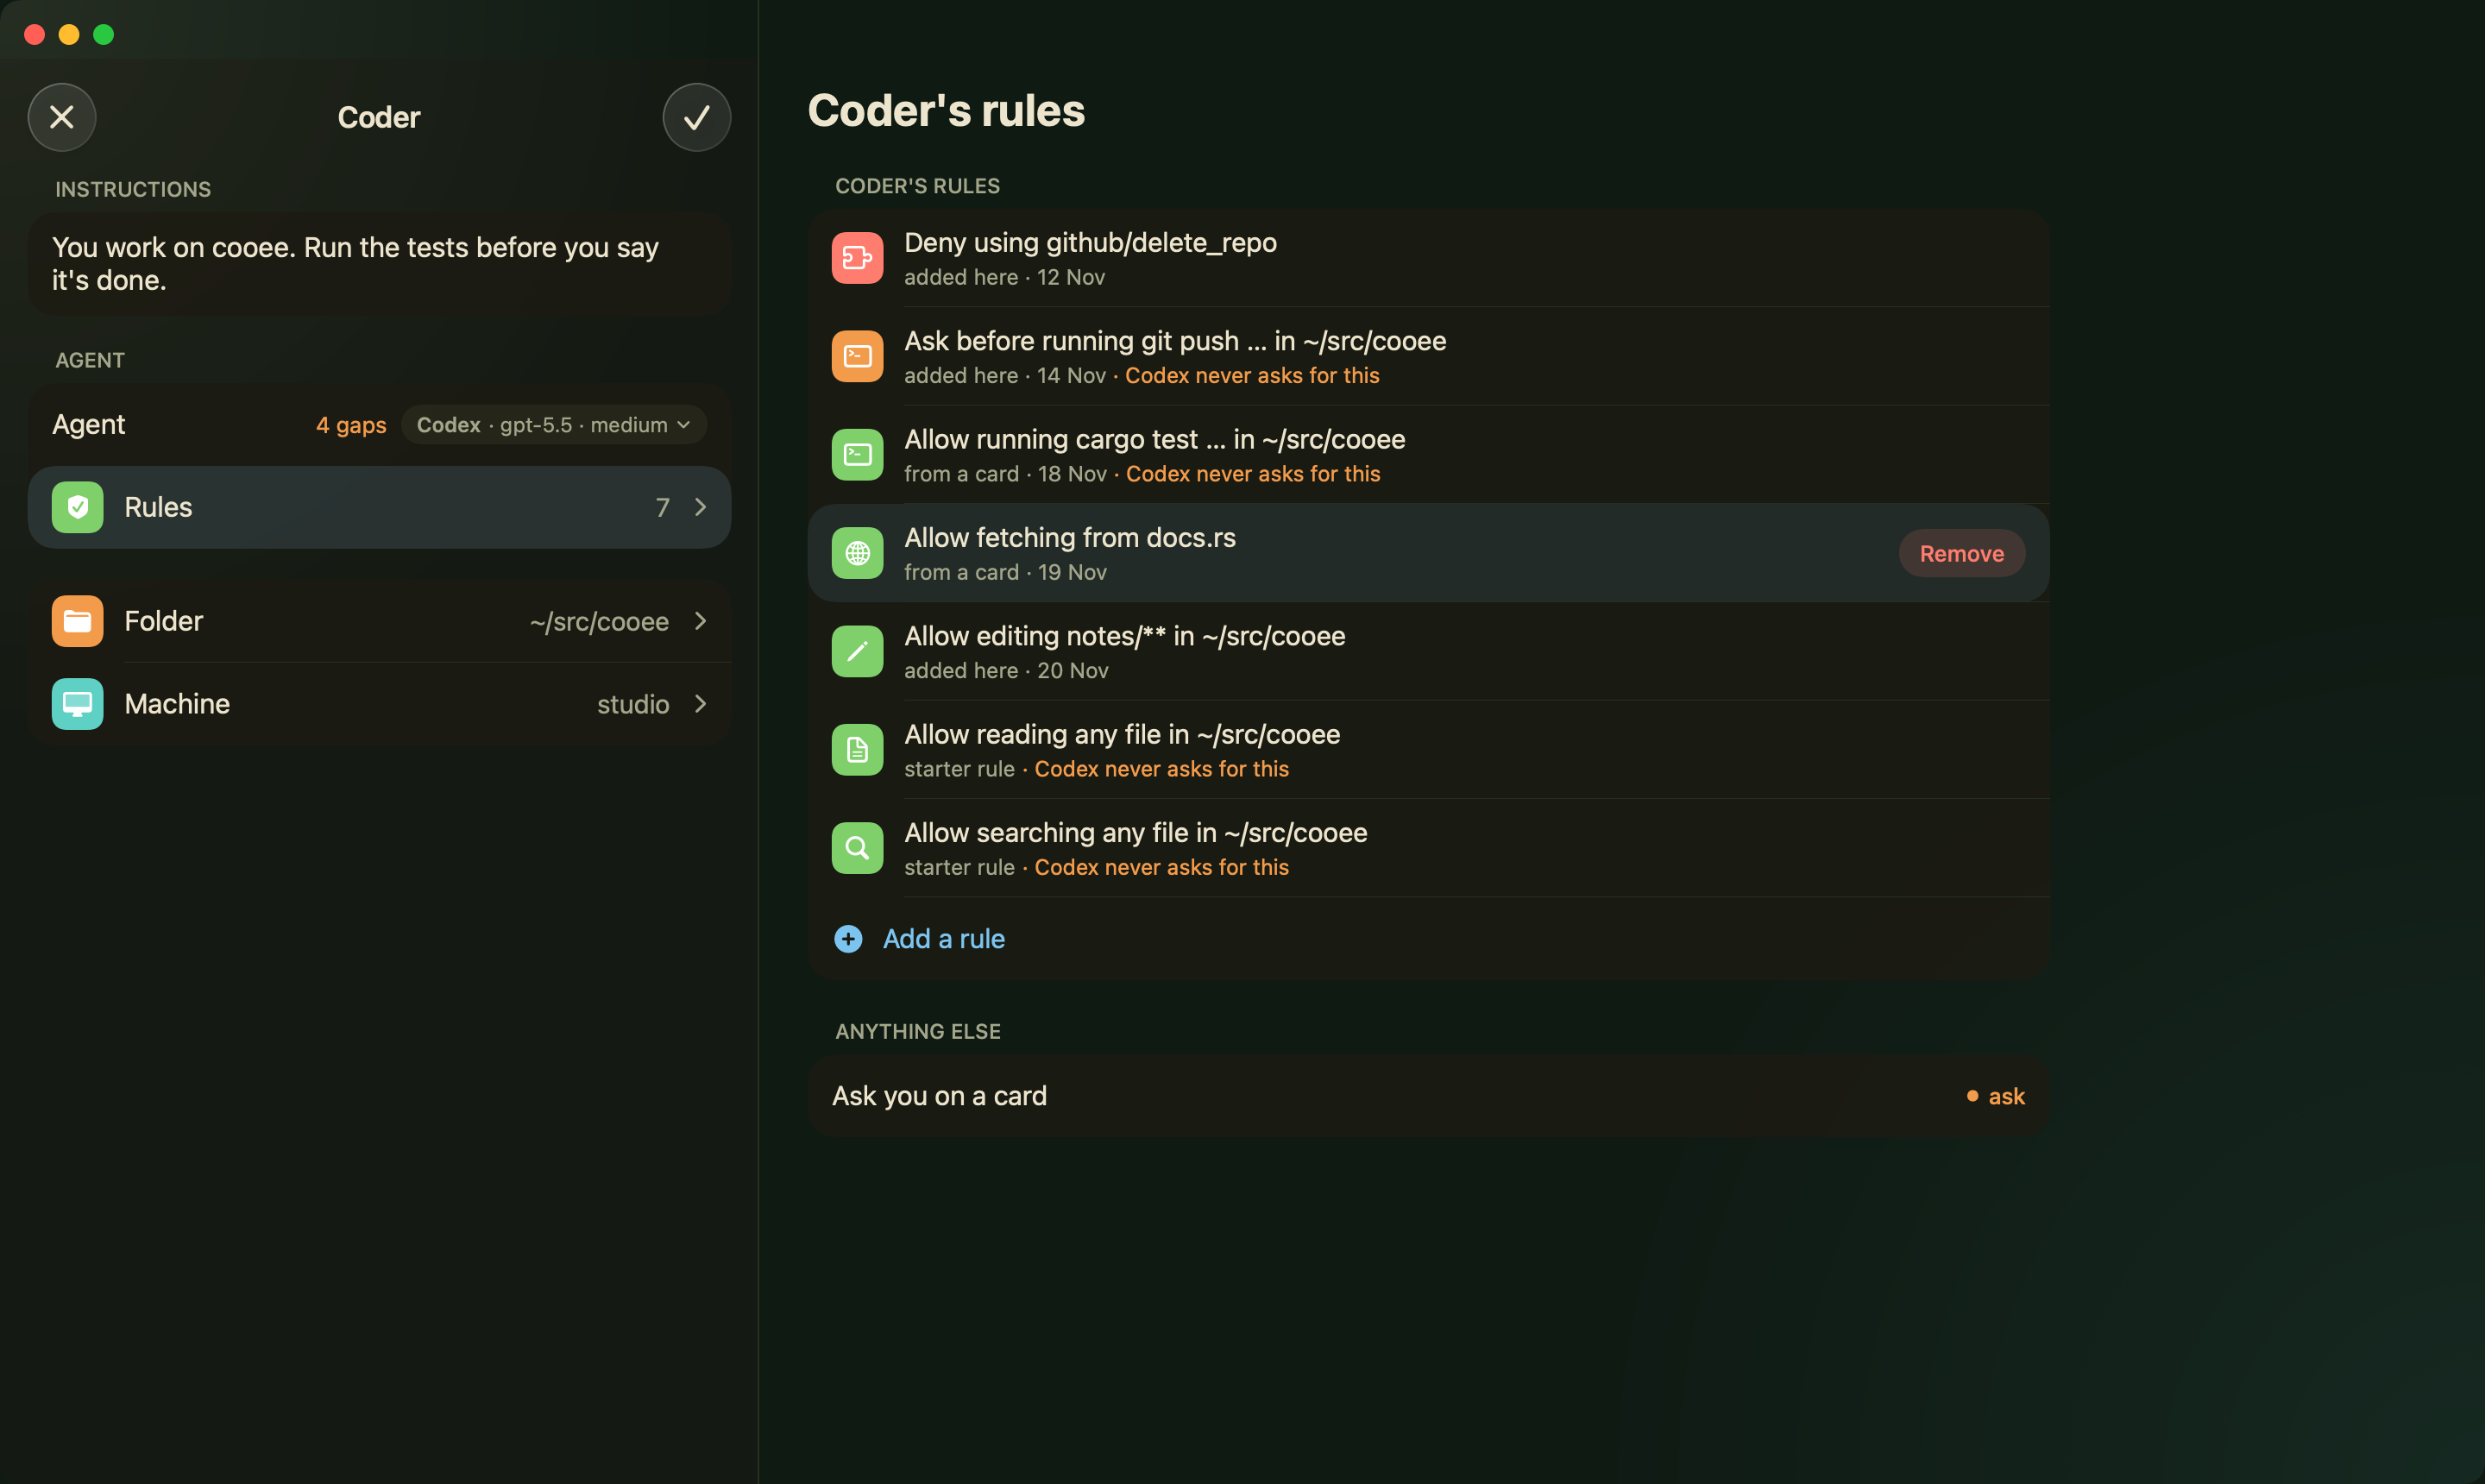 Coder
INSTRUCTIONS
You work on cooee. Run the tests before you say
it's done.
AGENT
Agent
4 gaps
Codex · gpt-5.5 · medium
Rules
7
Folder
~/src/cooee
Machine
studio
Coder's rules
CODER'S RULES
Deny using github/delete_repo
added here · 12 Nov
Ask before running git push ... in ~/src/cooee
added here · 14 Nov · Codex never asks for this
Allow running cargo test ... in ~/src/cooee
from a card · 18 Nov · Codex never asks for this
Allow fetching from docs.rs
from a card · 19 Nov
Remove
Allow editing notes/** in ~/src/cooee
added here · 20 Nov
Allow reading any file in ~/src/cooee
starter rule · Codex never asks for this
Allow searching any file in ~/src/cooee
starter rule · Codex never asks for this
Add a rule
ANYTHING ELSE
Ask you on a card
ask